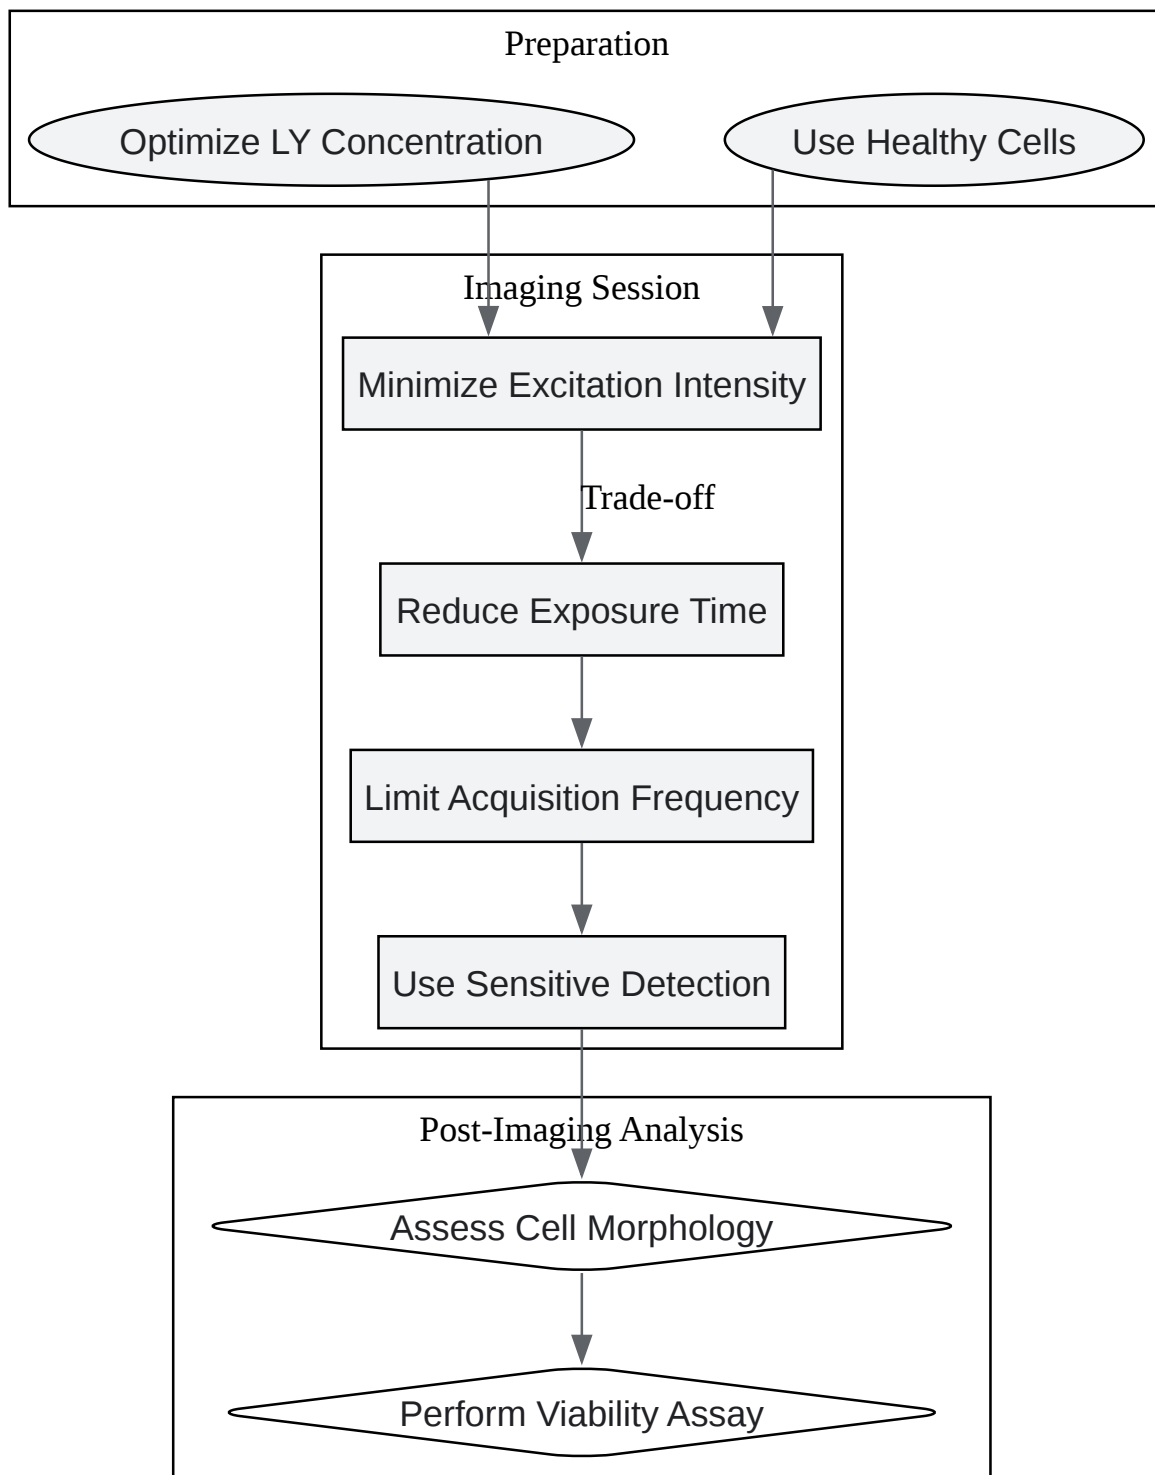 Preparation
Optimize LY Concentration
Use Healthy Cells
Imaging Session
Minimize Excitation Intensity
Trade-off
Reduce Exposure Time
Limit Acquisition Frequency
Use Sensitive Detection
Post-Imaging Analysis
Assess Cell Morphology
Perform Viability Assay